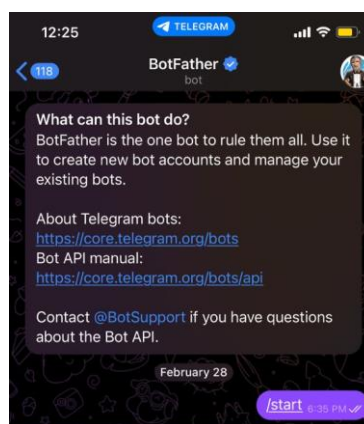 12:25
TELEGRAM
118
BotFather
bot
What can this bot do?
BotFather is the one bot to rule them all. Use it
to create new bot accounts and manage your
existing bots.
About Telegram bots:
https://core.telegram.org/bots
Bot API manual:
https://core.telegram.org/bots/api
Contact @BotSupport if you have questions
about the Bot API.
February 28
/start 6:35 PM